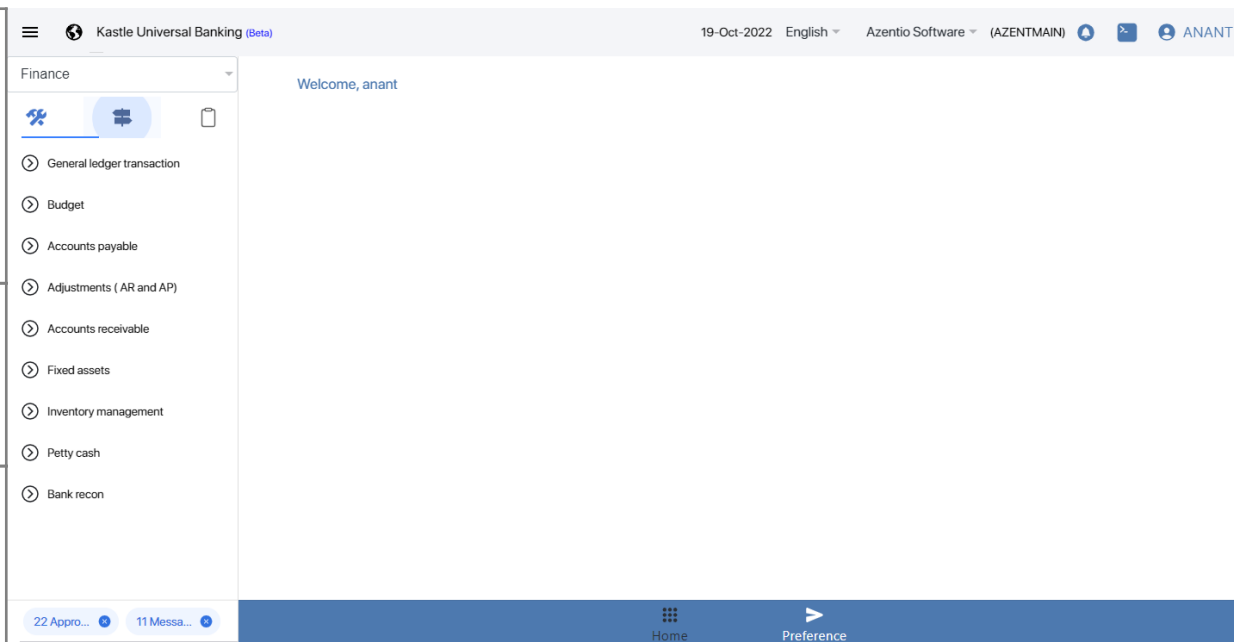 Kastle Universal Banking (Beta)
19-Oct-2022 English Azentio Software (AZENTMAIN) ANANT
Finance
Welcome, anant
General ledger transaction
Budget
Accounts payable
Adjustments ( AR and AP)
Accounts receivable
Fixed assets
Inventory management
Petty cash
Bank recon
22 Appro... 11 Messa...
Home Preference